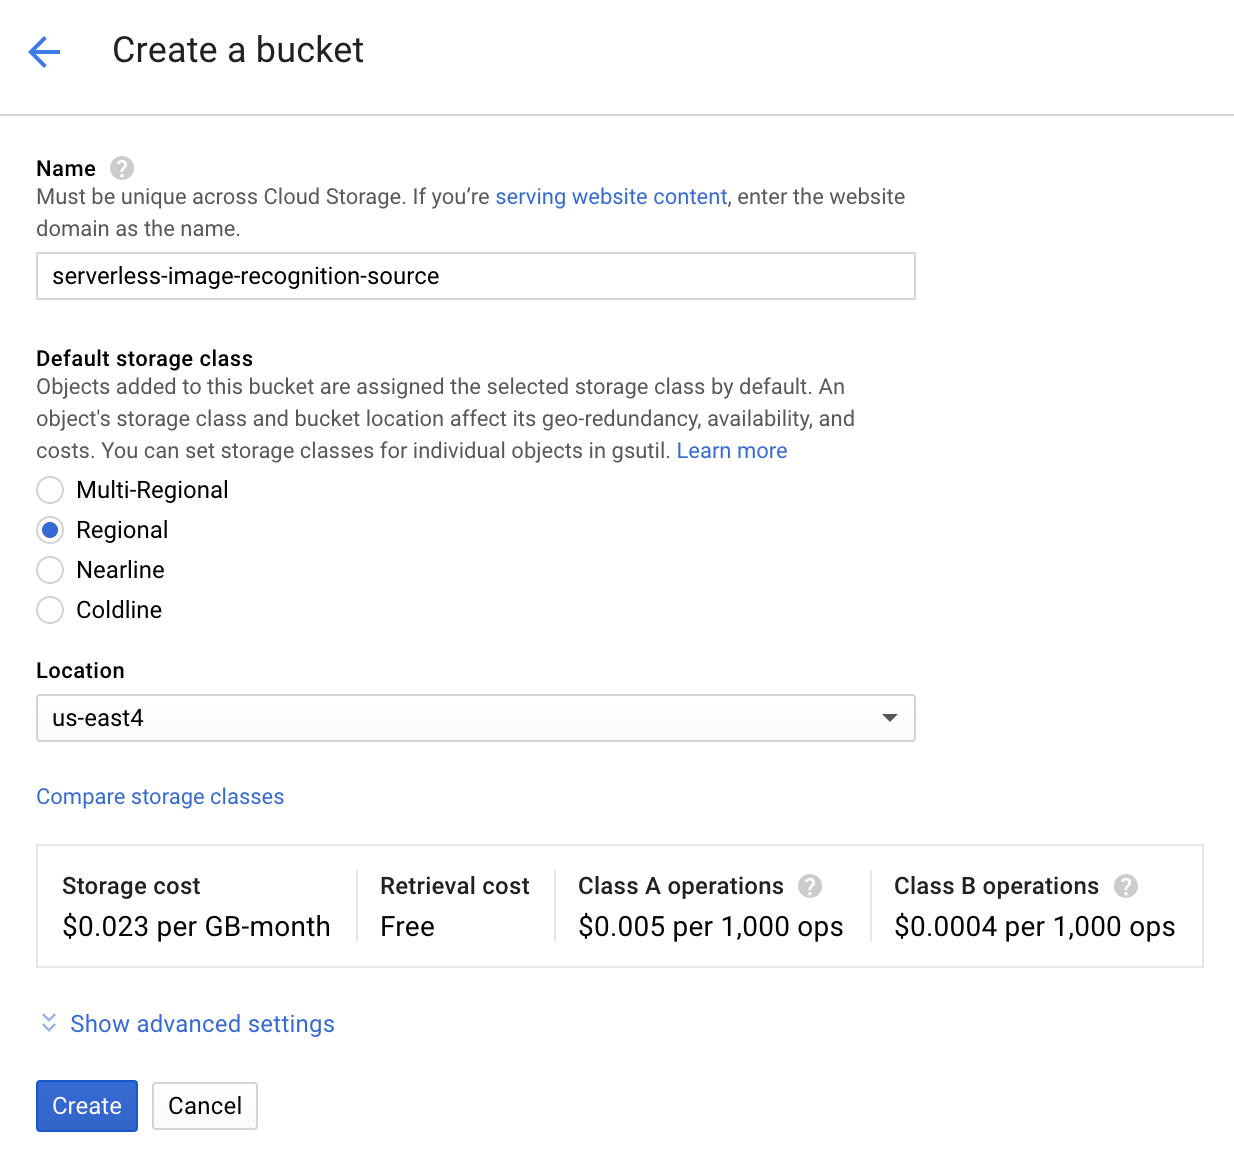 Create a bucket
Name ?
Must be unique across Cloud Storage. If you’re serving website content, enter the website
domain as the name.
serverless-image-recognition-source
Default storage class
Objects added to this bucket are assigned the selected storage class by default. An
object's storage class and bucket location affect its geo-redundancy, availability, and
costs. You can set storage classes for individual objects in gsutil. Learn more
Multi-Regional
Regional
Nearline
Coldline
Location
us-east4
Compare storage classes
Storage cost Retrieval cost Class A operations ? Class B operations ?
$0.023 per GB-month Free $0.005 per 1,000 ops $0.0004 per 1,000 ops
Show advanced settings
Create Cancel